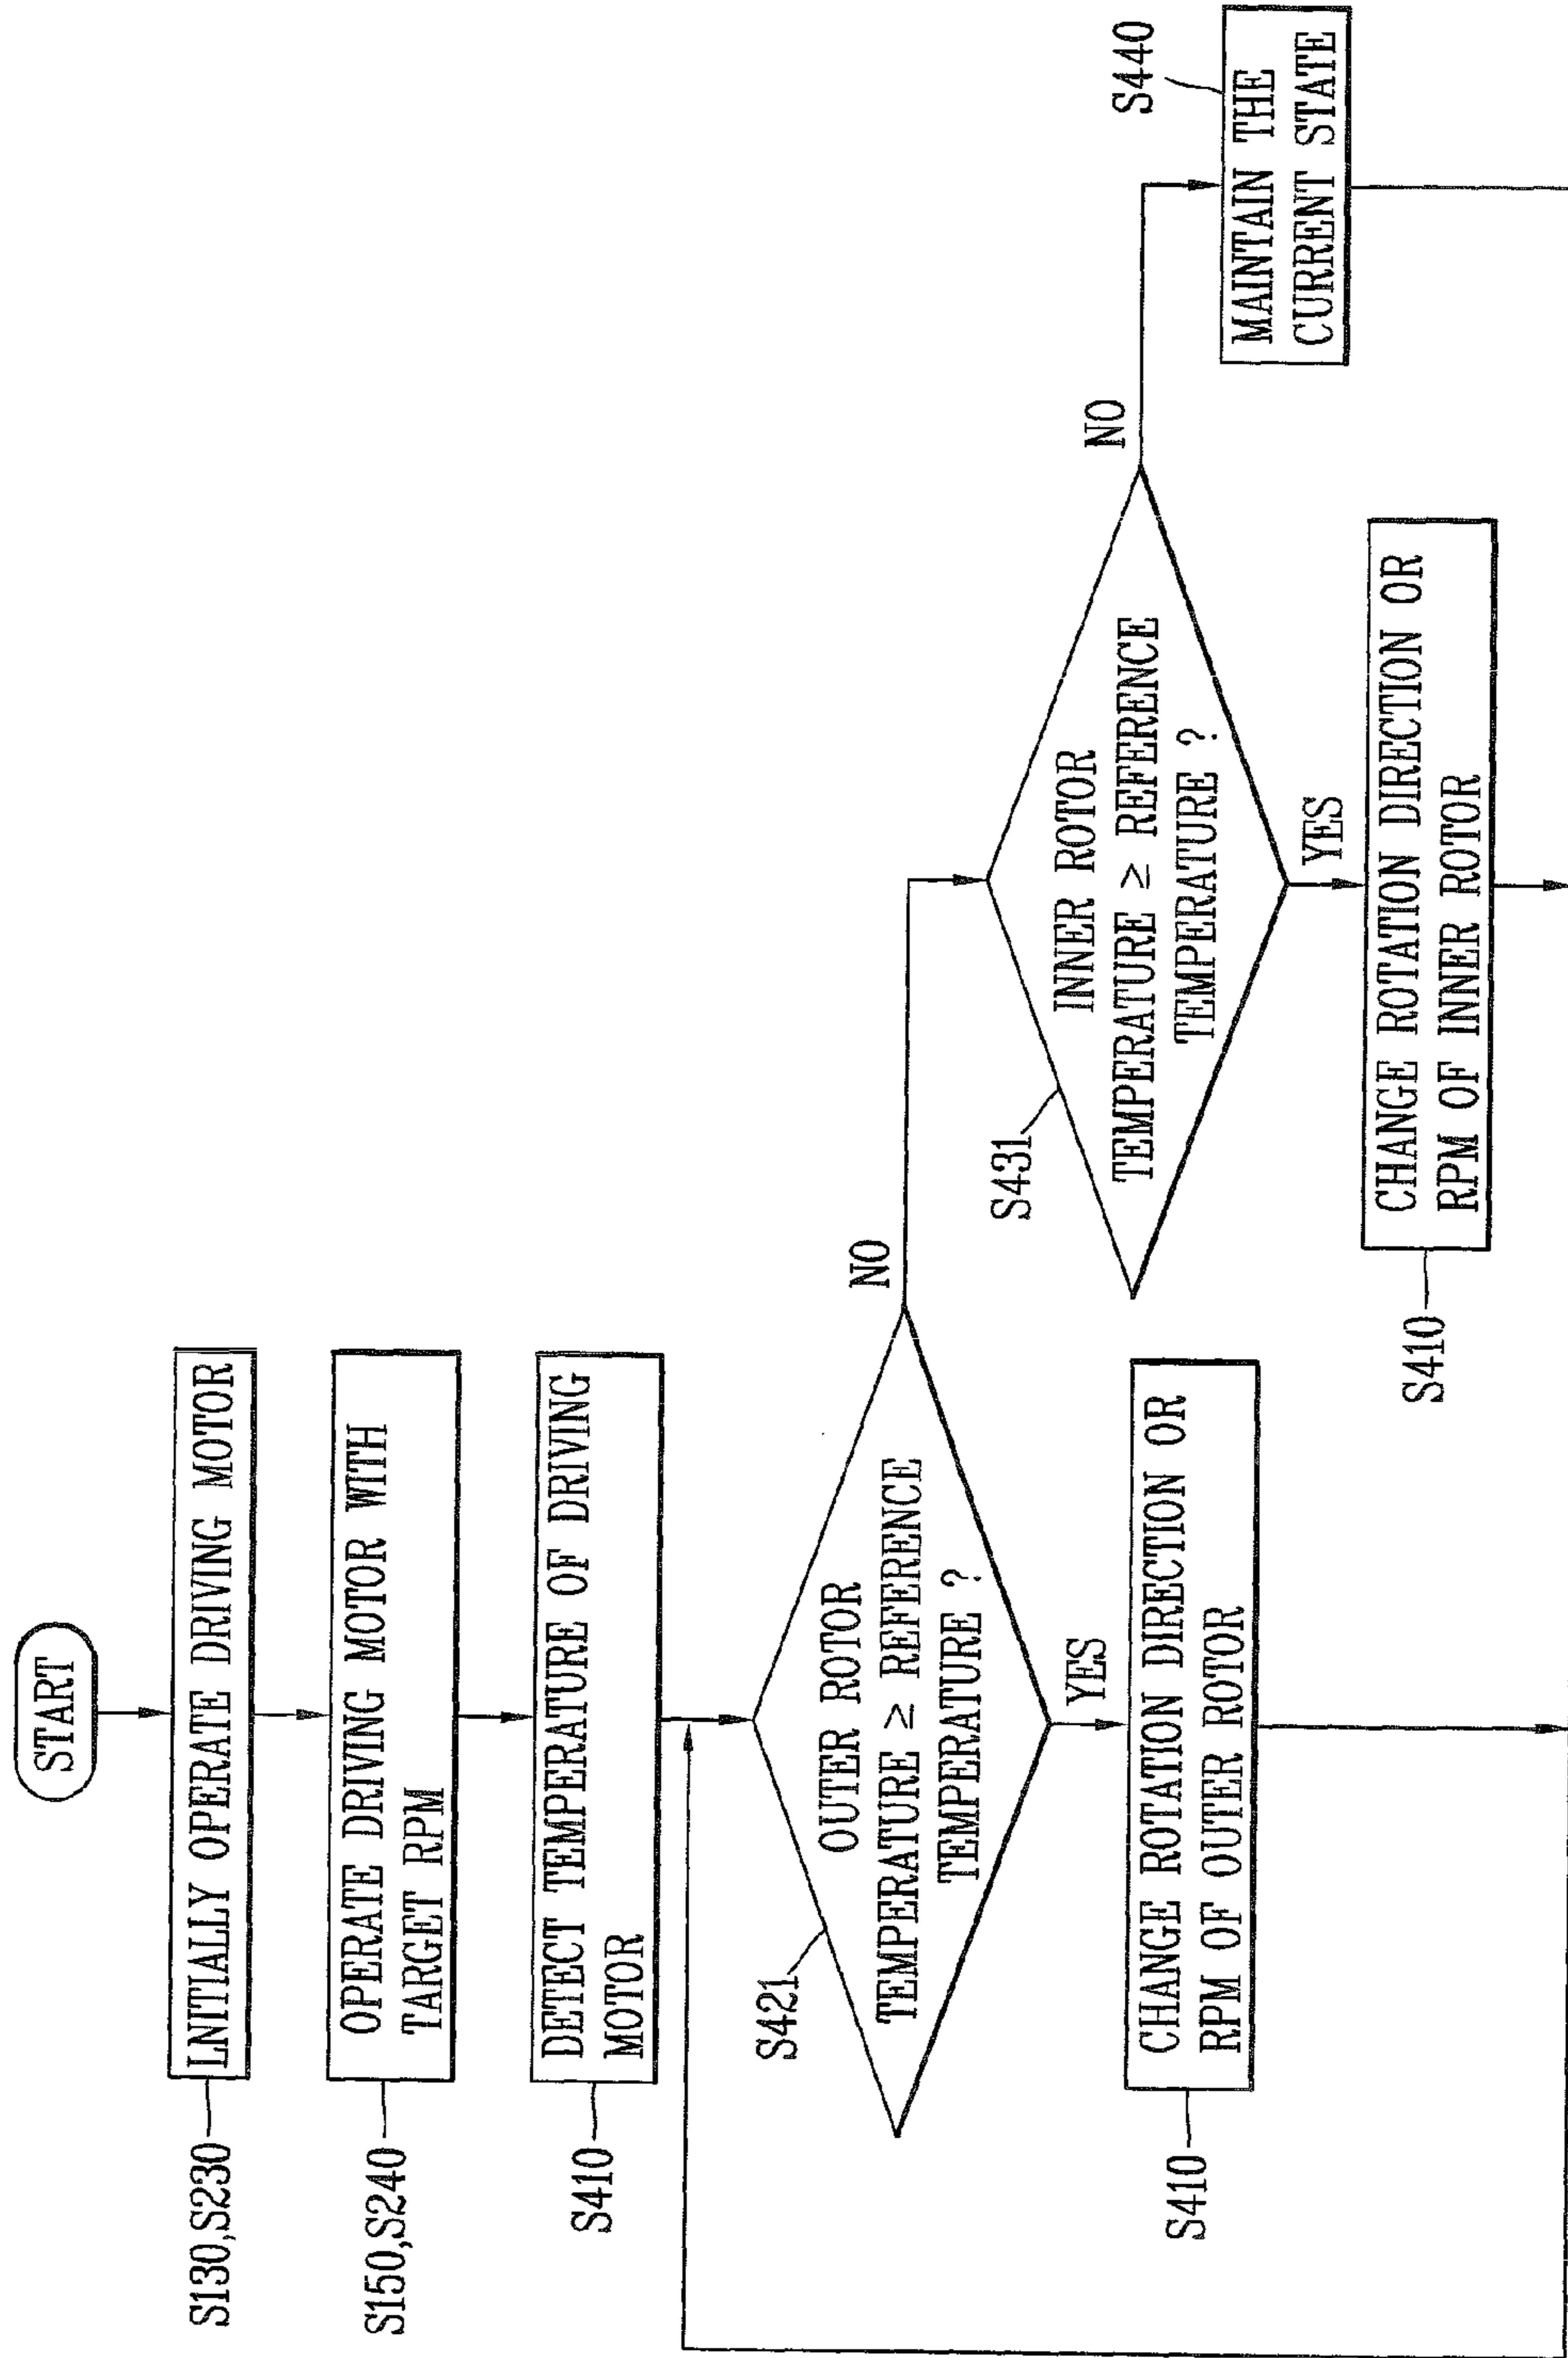 START
S130,S230
LNITIALLY OPERATE DRIVING MOTOR
S150,S240
OPERATE DRIVING MOTOR WITH
TARGET RPM
S410
DETECT TEMPERATURE OF DRIVING
MOTOR
S421
OUTER ROTOR
TEMPERATURE ≥ REFERENCE
TEMPERATURE ?
NO
YES
S410
CHANGE ROTATION DIRECTION OR
RPM OF OUTER ROTOR
S431
INNER ROTOR
TEMPERATURE ≥ REFERENCE
TEMPERATURE ?
NO
YES
S410
CHANGE ROTATION DIRECTION OR
RPM OF INNER ROTOR
S440
MAINTAIN THE
CURRENT STATE